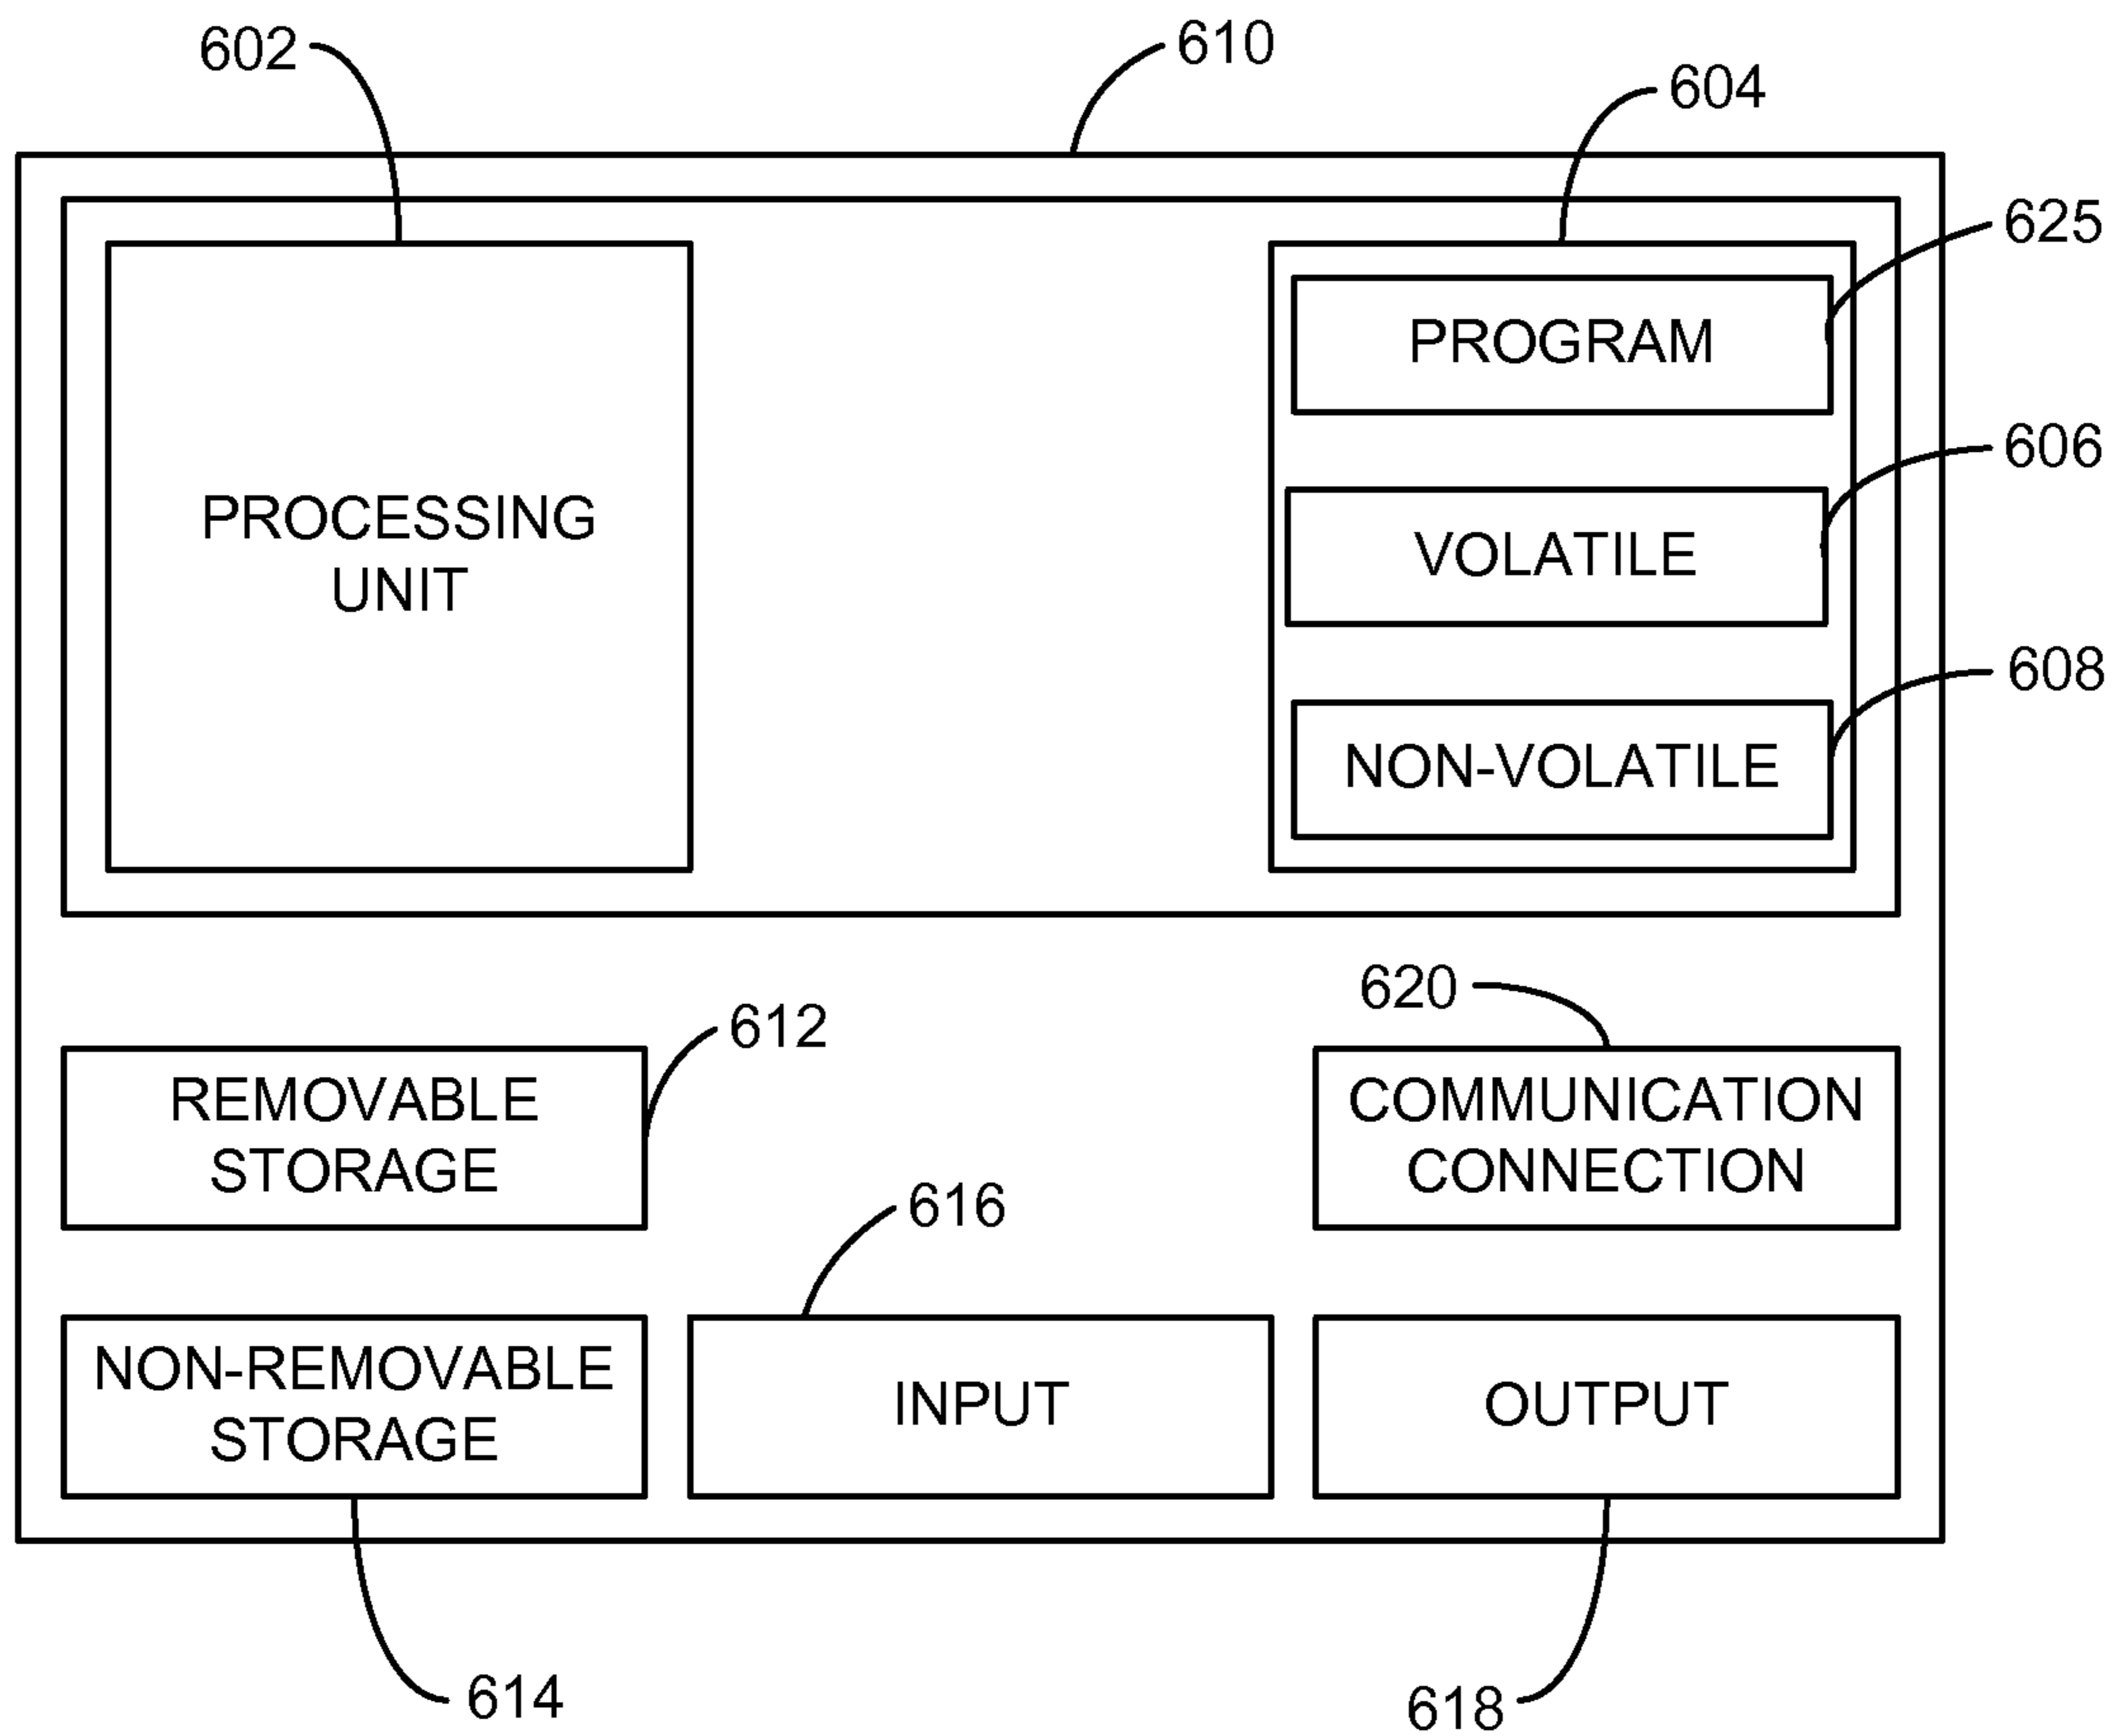 602
610
604
625
PROGRAM
606
PROCESSING
UNIT
VOLATILE
608
NON-VOLATILE
620
612
REMOVABLE
STORAGE
COMMUNICATION
CONNECTION
616
NON-REMOVABLE
STORAGE
INPUT
OUTPUT
614
618